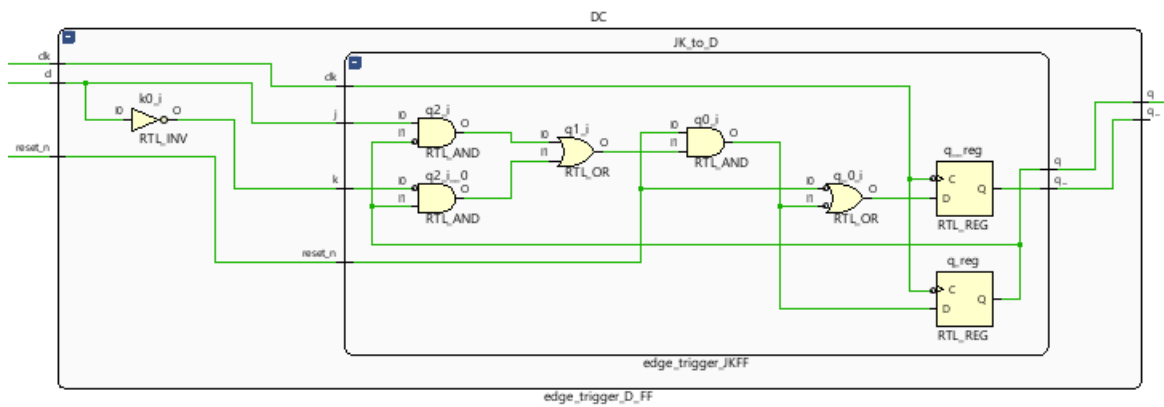 DC
JK_to_D
clk
d
clk
k0_i
I0
O
RTL_INV
j
q2_i
I0
I1
O
RTL_AND
q1_i
I0
I1
O
RTL_OR
q0_i
I0
I1
O
RTL_AND
reset_n
k
q2_i__0
I0
I1
O
RTL_AND
q_0_i
I0
I1
O
RTL_OR
q__reg
C
D
Q
RTL_REG
q
q_
q
q_
reset_n
q_reg
C
D
Q
RTL_REG
edge_trigger_JKFF
edge_trigger_D_FF